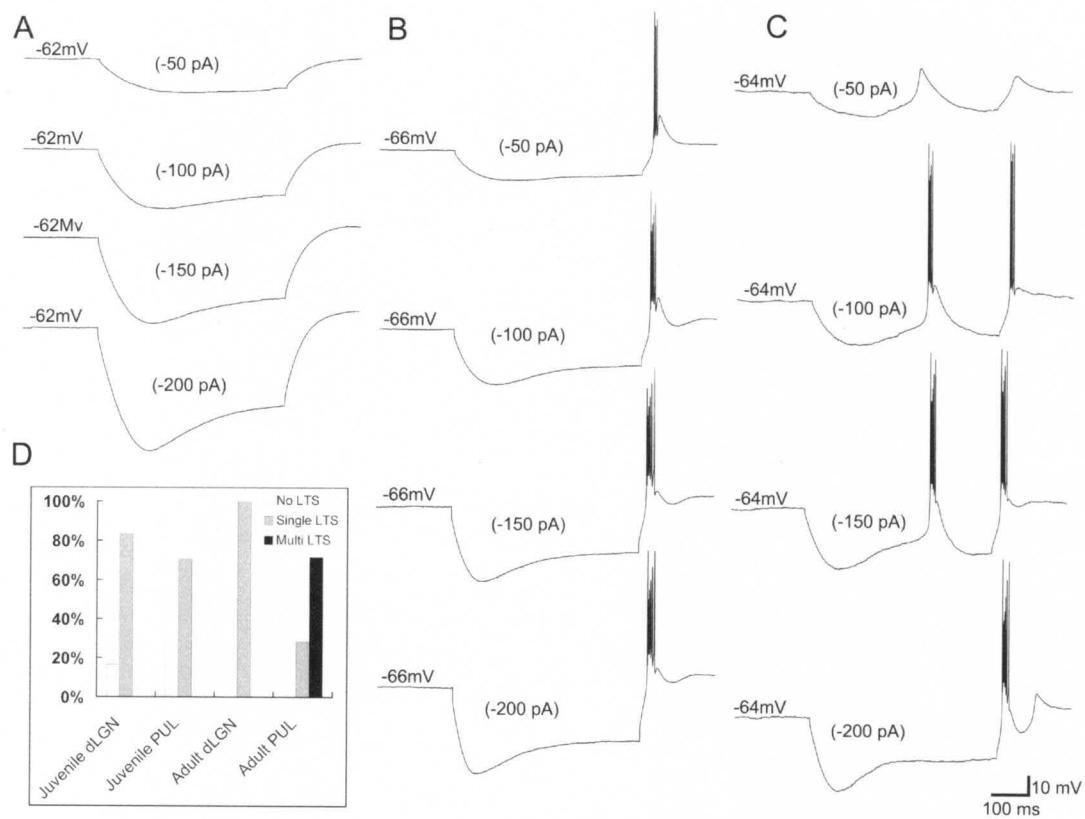 A
-62mV
(-50 pA)
-62mV
(-100 pA)
-62Mv
(-150 pA)
-62mV
(-200 pA)
B
-66mV
(-50 pA)
-66mV
(-100 pA)
-66mV
(-150 pA)
-66mV
(-200 pA)
C
-64mV
(-50 pA)
-64mV
(-100 pA)
-64mV
(-150 pA)
-64mV
(-200 pA)
10 mV
100 ms
D
100%
80%
60%
40%
20%
0%
No LTS
Single LTS
Multi LTS
Juvenile dLGN
Juvenile PUL
Adult dLGN
Adult PUL